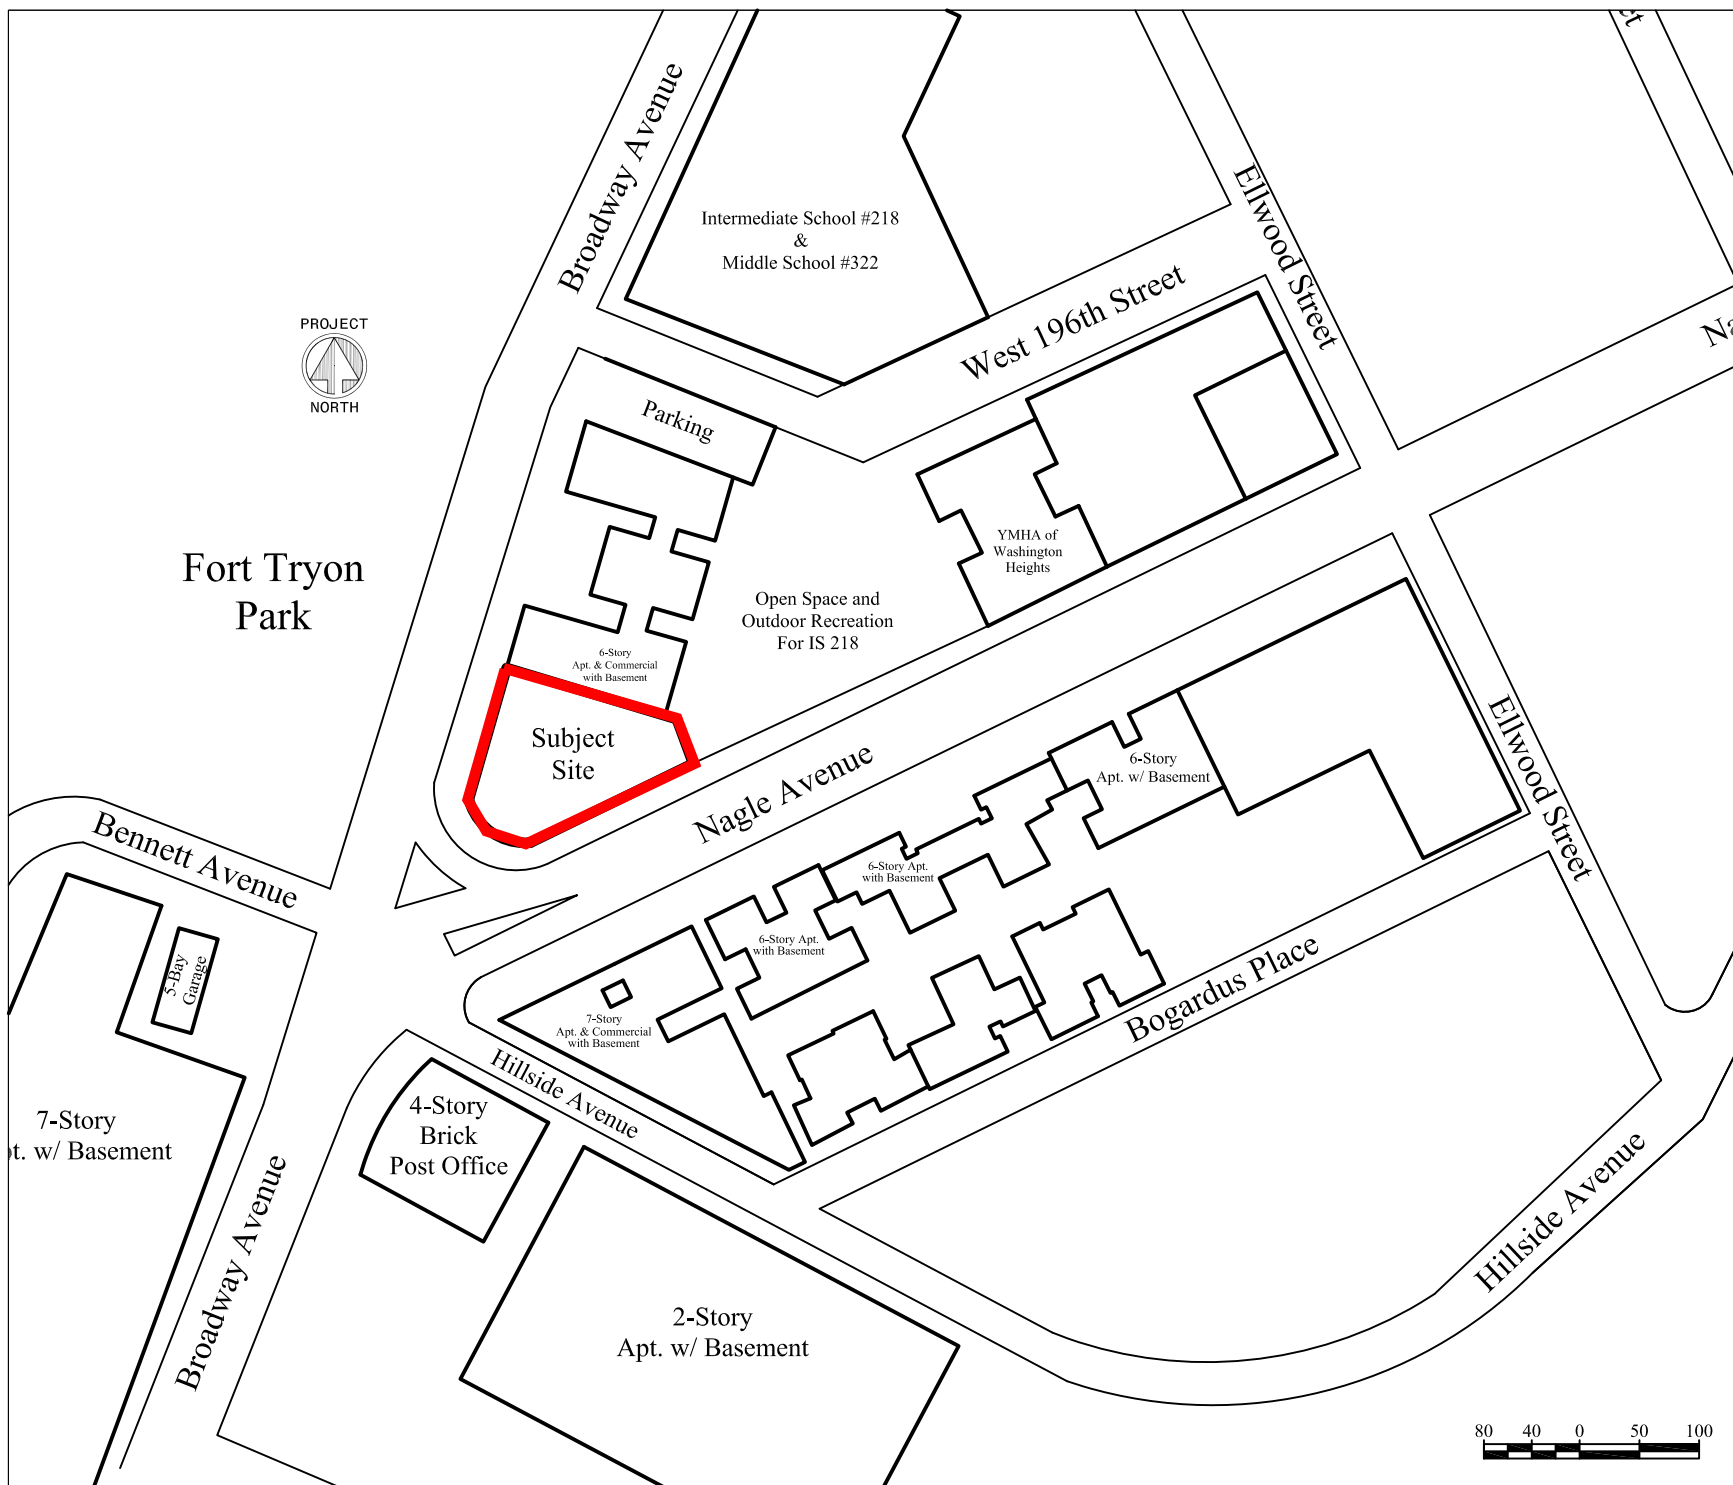 Broadway Avenue
Intermediate School #218
&
Middle School #322
Ellwood Street
West 196th Street
PROJECT
NORTH
Parking
YMHA of
Washington
Heights
Fort Tryon
Park
Open Space and
Outdoor Recreation
For IS 218
6-Story
Apt. & Commercial
with Basement
Subject
Site
Nagle Avenue
6-Story
Apt. w/ Basement
Ellwood Street
Bennett Avenue
6-Story Apt.
with Basement
6-Story Apt.
with Basement
5-Bay
Garage
7-Story
Apt. & Commercial
with Basement
Bogardus Place
Hillside Avenue
4-Story
Brick
Post Office
7-Story
pt. w/ Basement
Broadway Avenue
Hillside Avenue
2-Story
Apt. w/ Basement
80 40 0 50 100